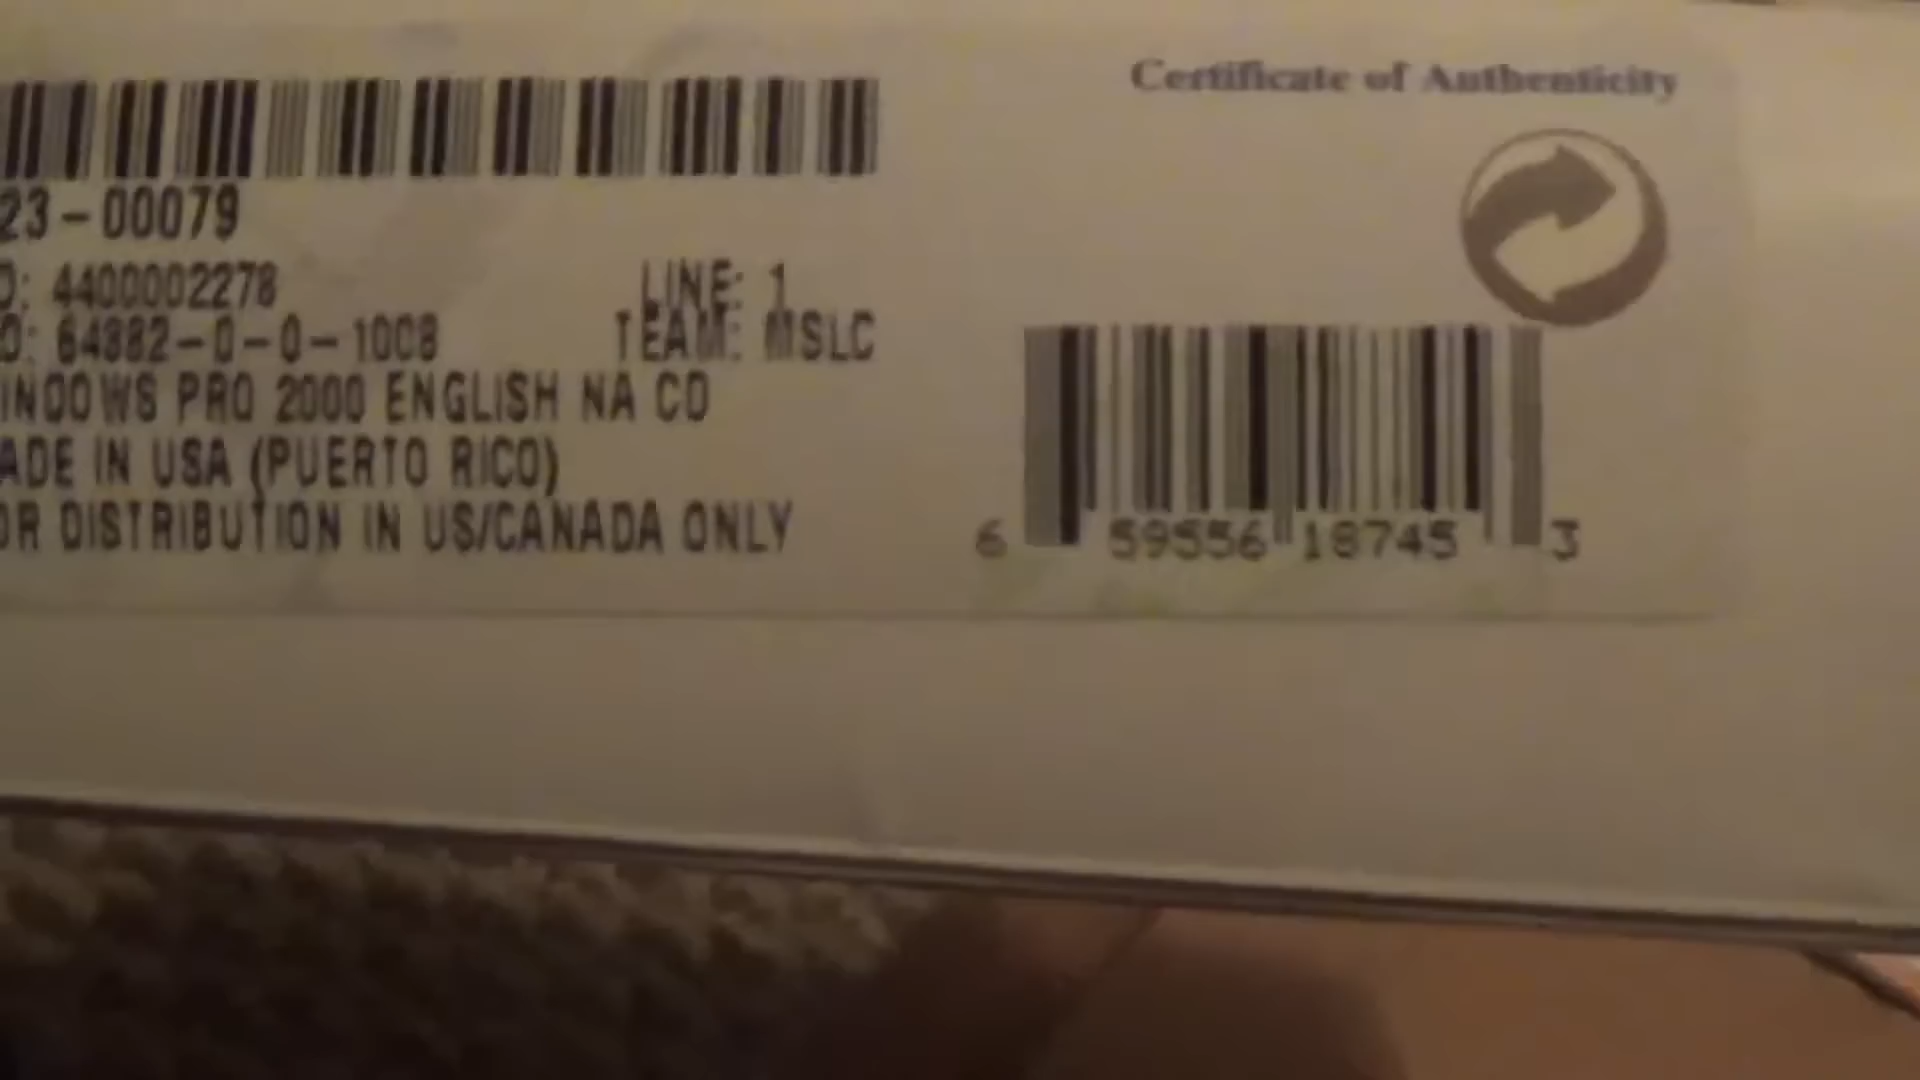 Certificate of Authenticity
23-00079
D: 4400002278
LINE: 1
D: 64882-0-0-1008
TEAM: MSLC
INDOWS PRO 2000 ENGLISH NA CD
ADE IN USA (PUERTO RICO)
OR DISTRIBUTION IN US/CANADA ONLY
6 59556 18745 3